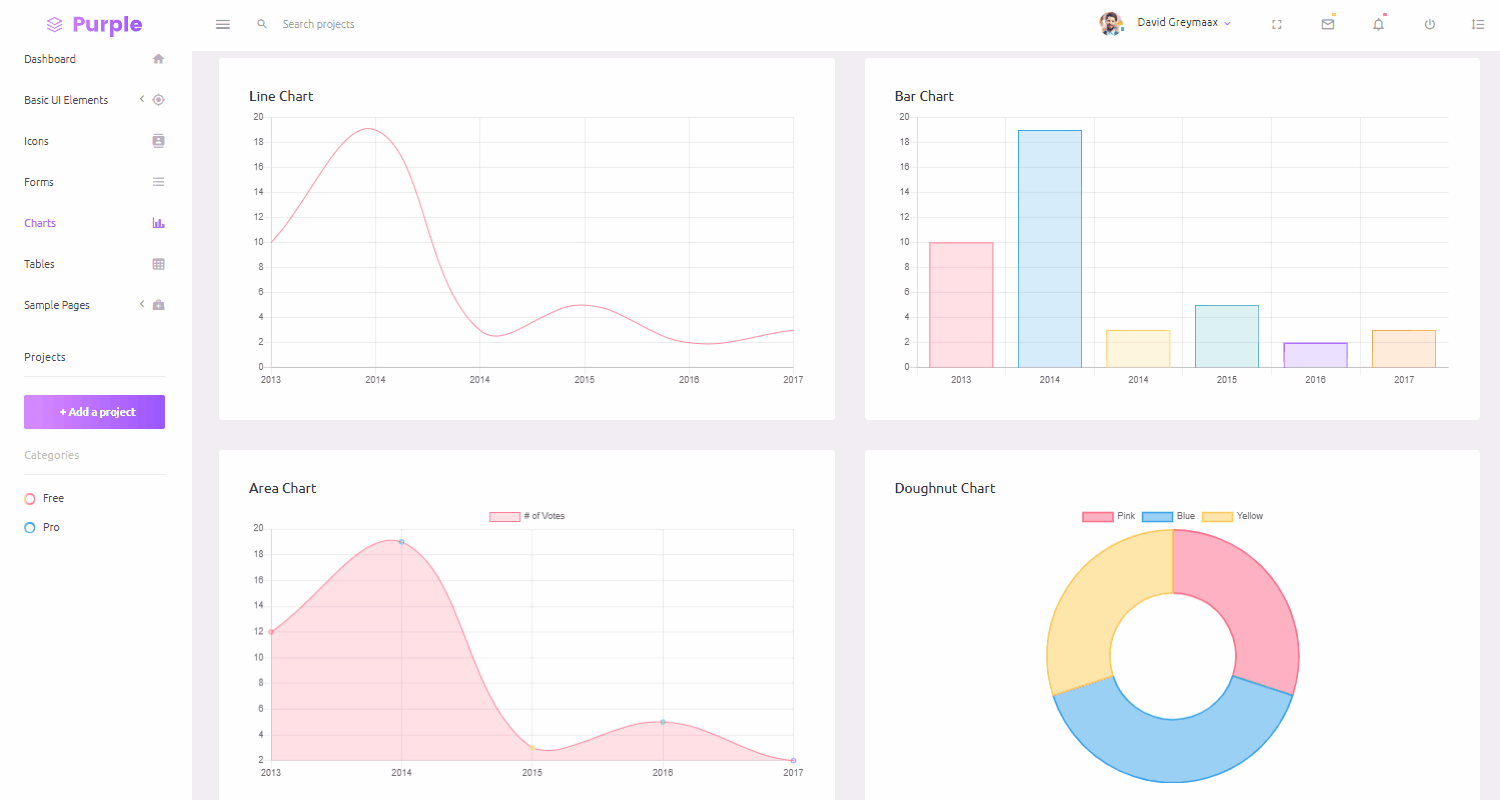 Purple
Search projects
David Greymaax
Dashboard
Basic UI Elements
Icons
Forms
Charts
Tables
Sample Pages
Projects
+ Add a project
Categories
Free
Pro
Line Chart
20
18
16
14
12
10
8
6
4
2
0
2013 2014 2014 2015 2016 2017
Bar Chart
20
18
16
14
12
10
8
6
4
2
0
2013 2014 2014 2015 2016 2017
Area Chart
# of Votes
20
18
16
14
12
10
8
6
4
2
2013 2014 2015 2016 2017
Doughnut Chart
Pink Blue Yellow